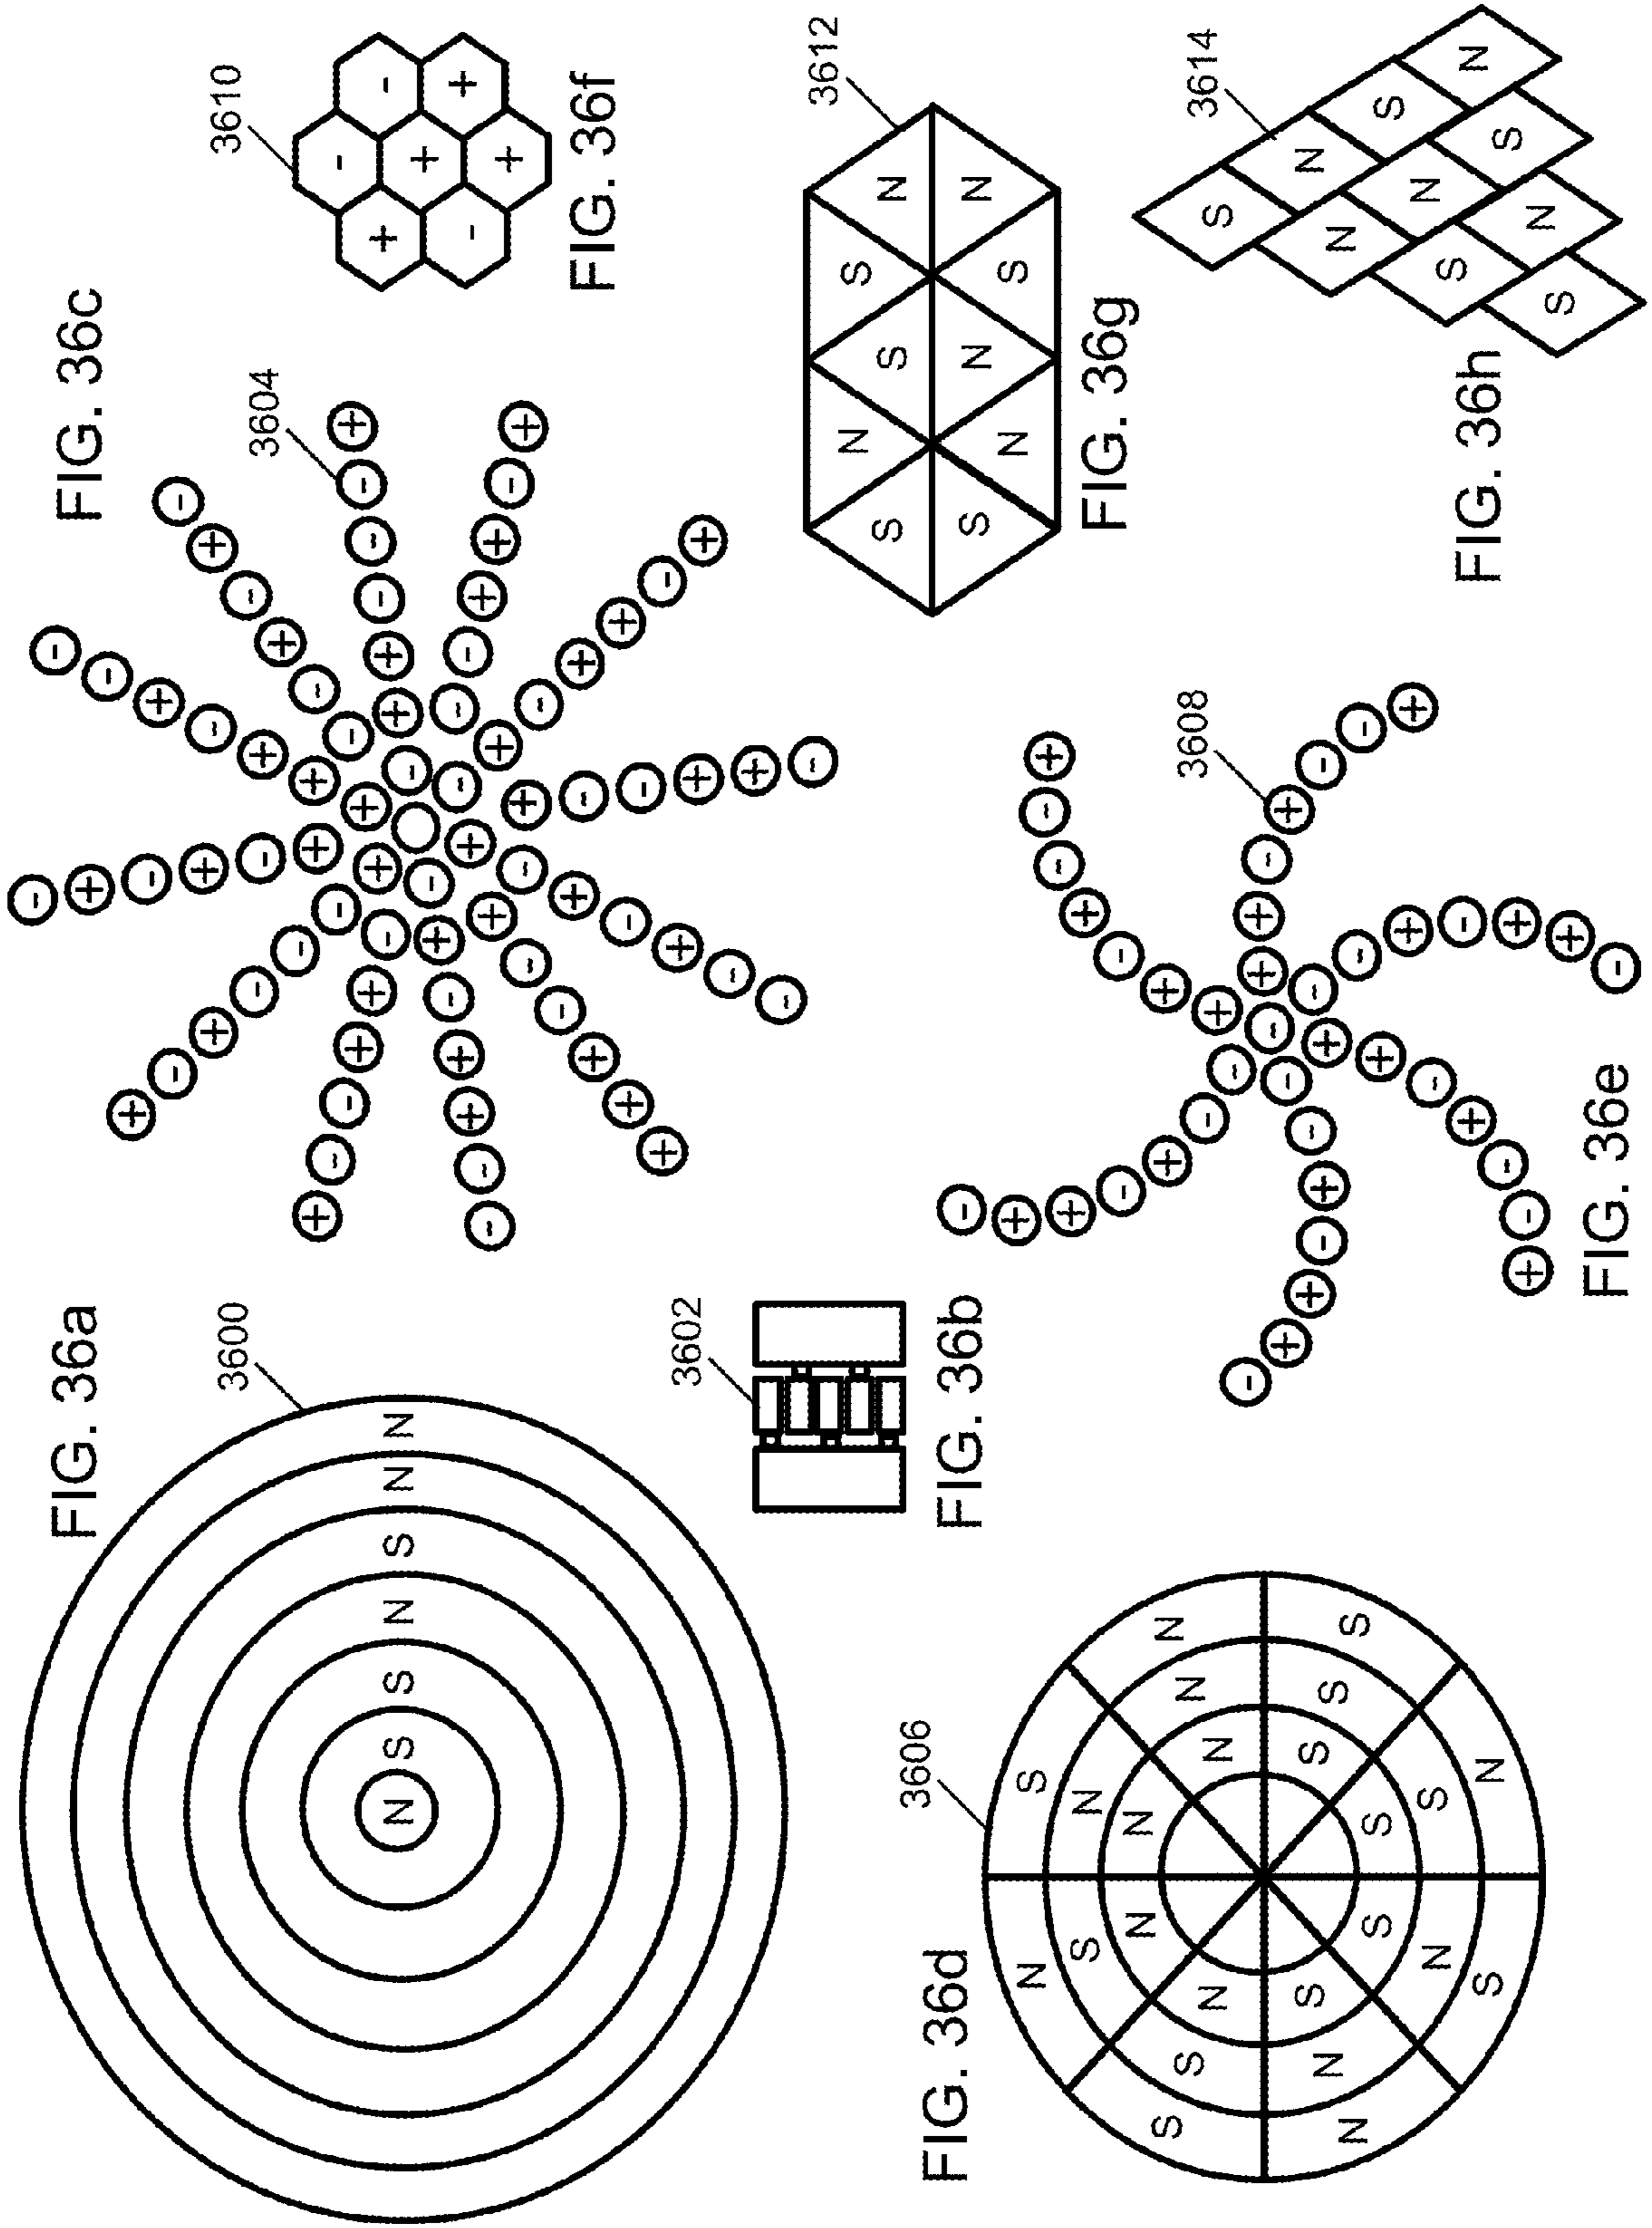 FIG. 36a
3600
N S S N S N N
FIG. 36b
3602
FIG. 36c
3604
FIG. 36d
3606
N S
S N
N N
S N
S N
N N
S S
N S
N S
S S
N S
S N
FIG. 36e
3608
3610
-
+ -
+
- +
+
FIG. 36f
3612
S N S S N
S N N S N
FIG. 36g
3614
S N S N
N N S
S N
S
FIG. 36h